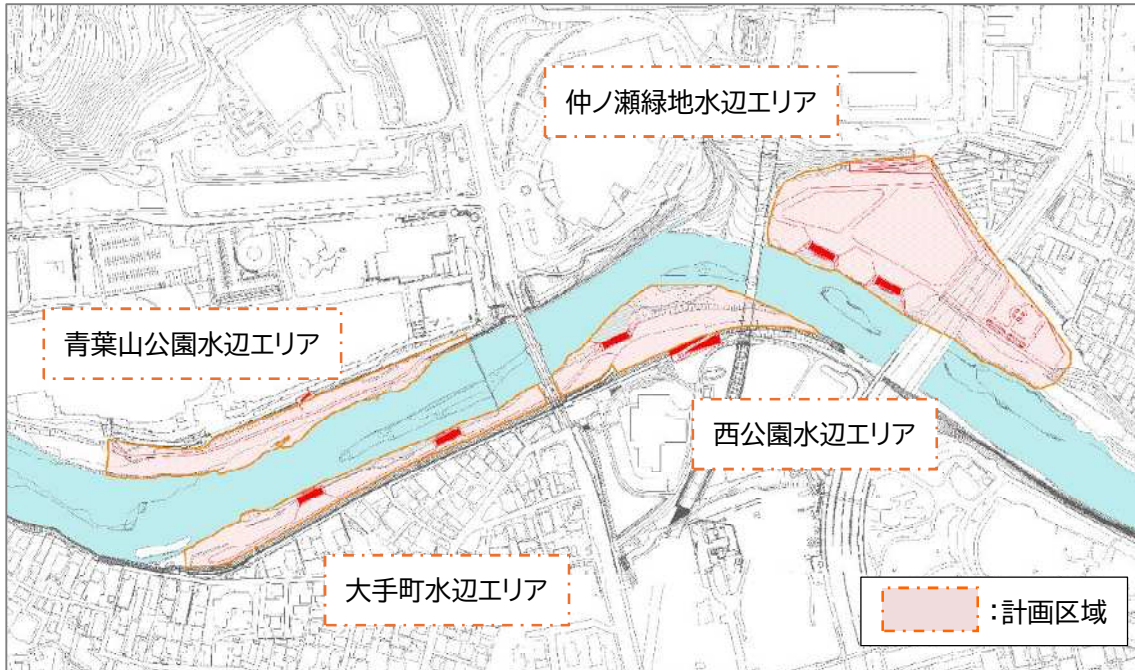 仲ノ瀬緑地水辺エリア
青葉山公園水辺エリア
西公園水辺エリア
大手町水辺エリア
:計画区域